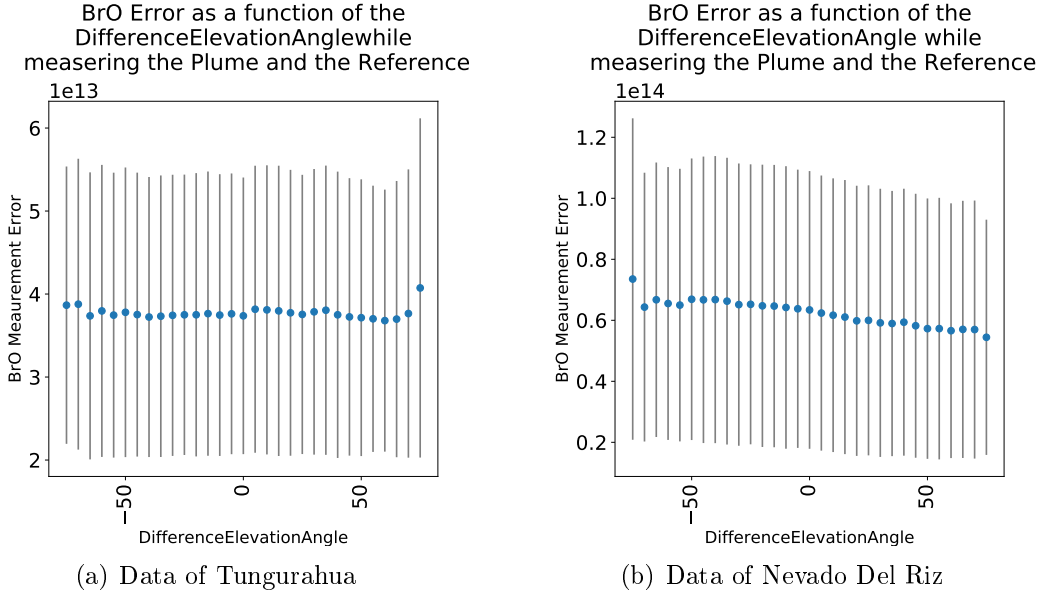 BrO Error as a function of the
DifferenceElevationAnglewhile
measering the Plume and the Reference
1e13
6
5
4
3
2
BrO Meaurement Error
−50
0
50
DifferenceElevationAngle
(a) Data of Tungurahua
BrO Error as a function of the
DifferenceElevationAngle while
measering the Plume and the Reference
1e14
1.2
1.0
0.8
0.6
0.4
0.2
BrO Meaurement Error
−50
0
50
DifferenceElevationAngle
(b) Data of Nevado Del Riz